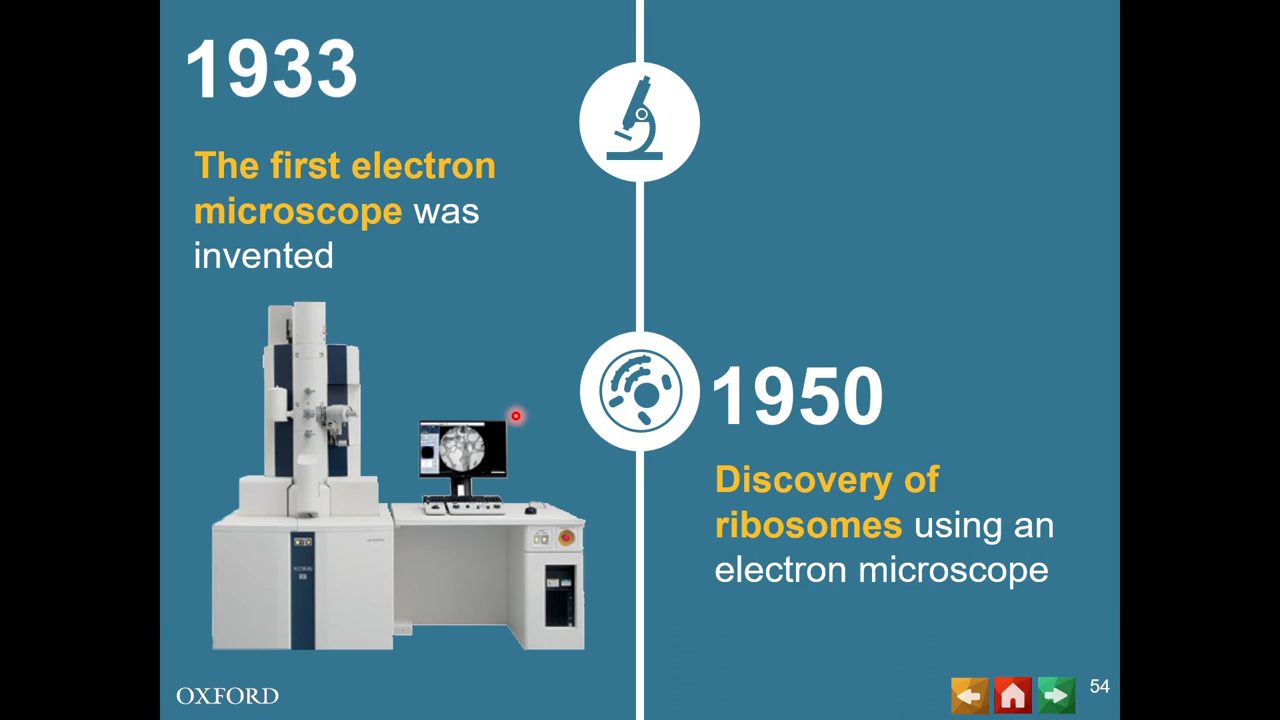 1933
The first electron
microscope was
invented
1950
Discovery of
ribosomes using an
electron microscope
OXFORD
54